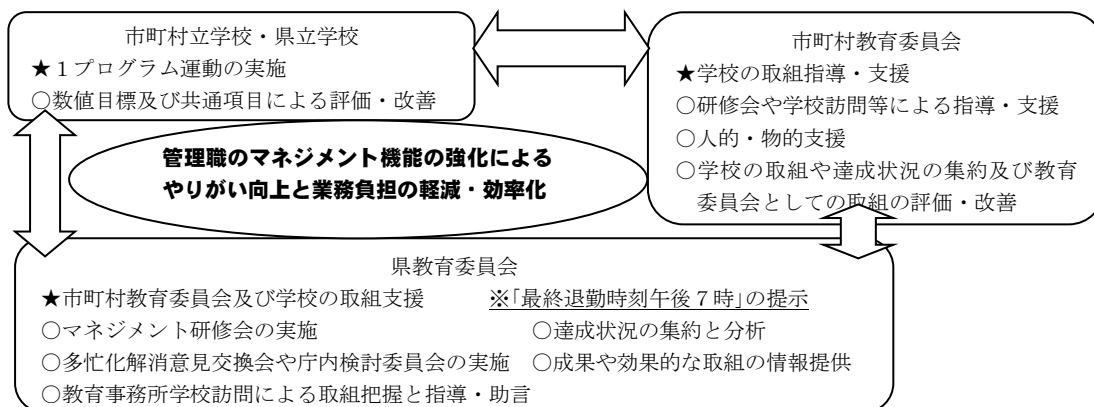 市町村立学校・県立学校
★１プログラム運動の実施
○数値目標及び共通項目による評価・改善
市町村教育委員会
★学校の取組指導・支援
○研修会や学校訪問等による指導・支援
○人的・物的支援
○学校の取組や達成状況の集約及び教育
委員会としての取組の評価・改善
管理職のマネジメント機能の強化による
やりがい向上と業務負担の軽減・効率化
県教育委員会
★市町村教育委員会及び学校の取組支援　※「最終退勤時刻午後７時」の提示
○マネジメント研修会の実施　○達成状況の集約と分析
○多忙化解消意見交換会や庁内検討委員会の実施　○成果や効果的な取組の情報提供
○教育事務所学校訪問による取組把握と指導・助言